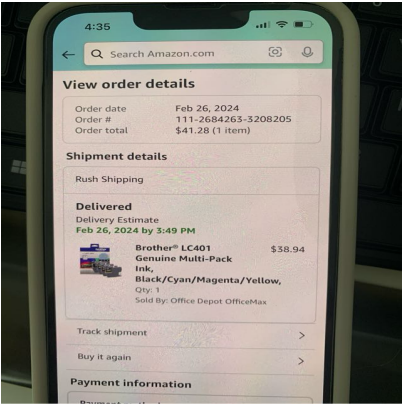 4:35
Search Amazon.com
View order details
Order date Feb 26, 2024
Order # 111-2684263-3208205
Order total $41.28 (1 item)
Shipment details
Rush Shipping
Delivered
Delivery Estimate
Feb 26, 2024 by 3:49 PM
Brother® LC401 $38.94
Genuine Multi-Pack
Ink,
Black/Cyan/Magenta/Yellow,
Qty: 1
Sold By: Office Depot OfficeMax
Track shipment
Buy it again
Payment information